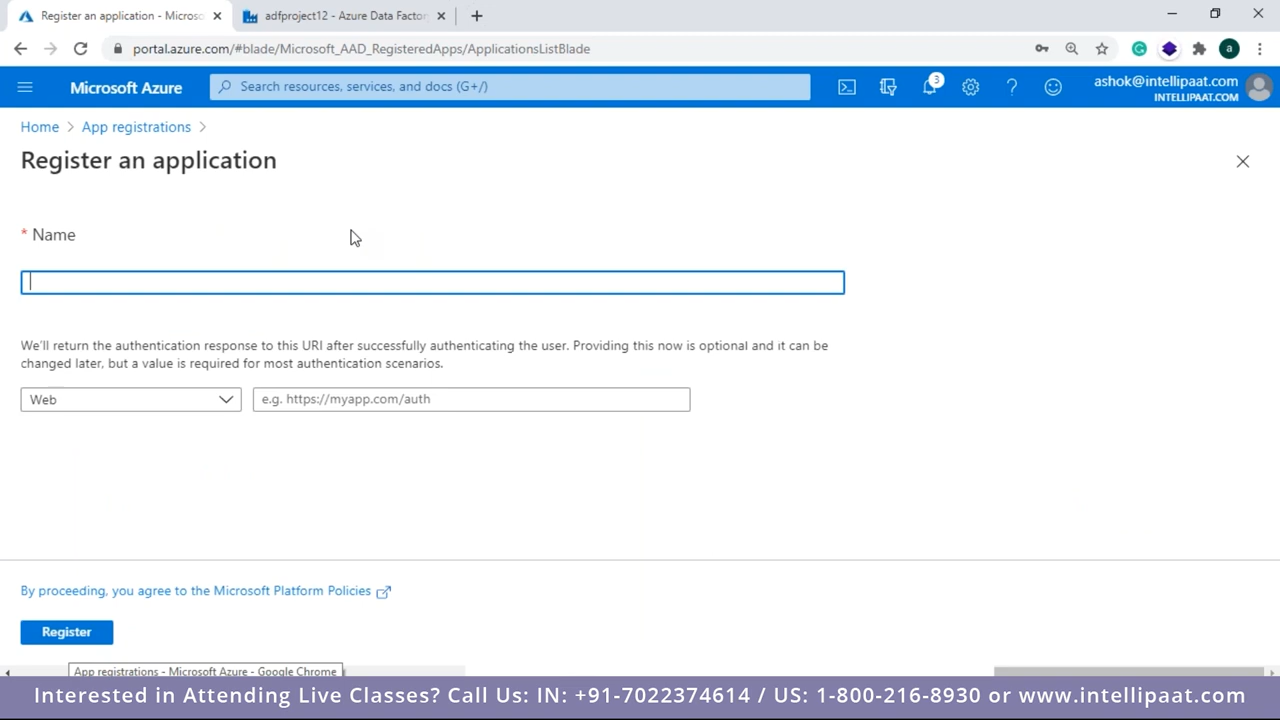 Register an application - Microsc
adfproject12 - Azure Data Factor
portal.azure.com/#blade/Microsoft_AAD_RegisteredApps/ApplicationsListBlade
a
Microsoft Azure
Search resources, services, and docs (G+/)
3
ashok@intellipaat.com
INTELLIPAAT.COM
Home > App registrations >
Register an application
* Name
We'll return the authentication response to this URI after successfully authenticating the user. Providing this now is optional and it can be
changed later, but a value is required for most authentication scenarios.
Web
e.g. https://myapp.com/auth
By proceeding, you agree to the Microsoft Platform Policies
Register
App registrations - Microsoft Azure - Google Chrome
Interested in Attending Live Classes? Call Us: IN: +91-7022374614 / US: 1-800-216-8930 or www.intellipaat.com